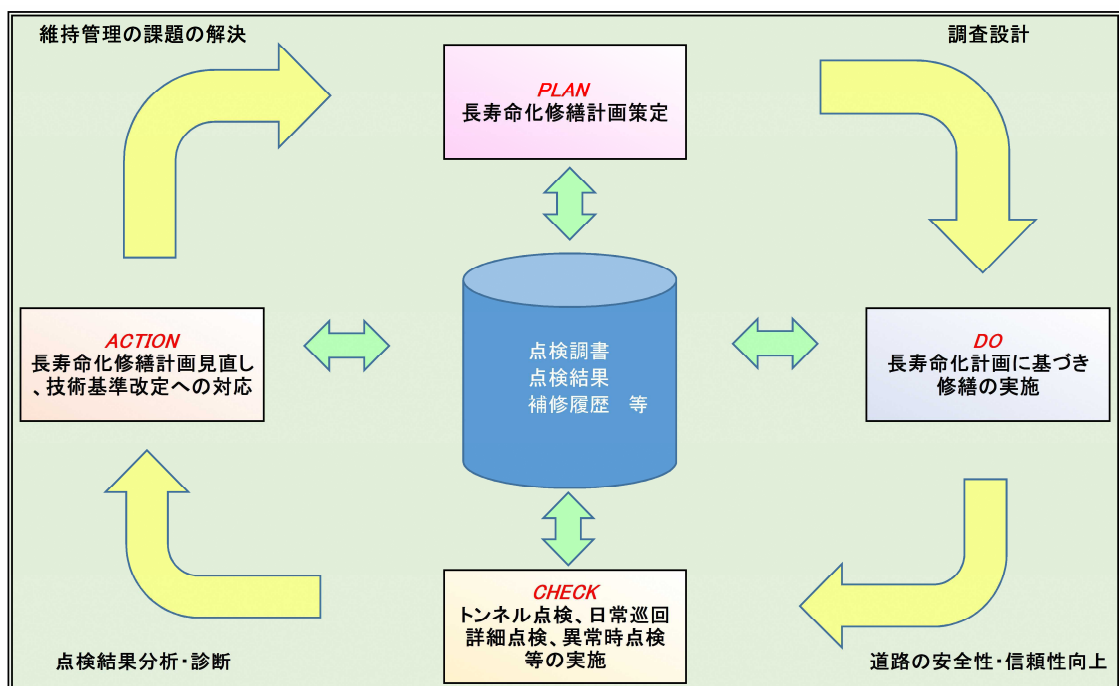 維持管理の課題の解決
調査設計
PLAN
長寿命化修繕計画策定
ACTION
長寿命化修繕計画見直し
、技術基準改定への対応
点検調書
点検結果
補修履歴　等
DO
長寿命化計画に基づき
修繕の実施
CHECK
トンネル点検、日常巡回
詳細点検、異常時点検
等の実施
点検結果分析・診断
道路の安全性・信頼性向上